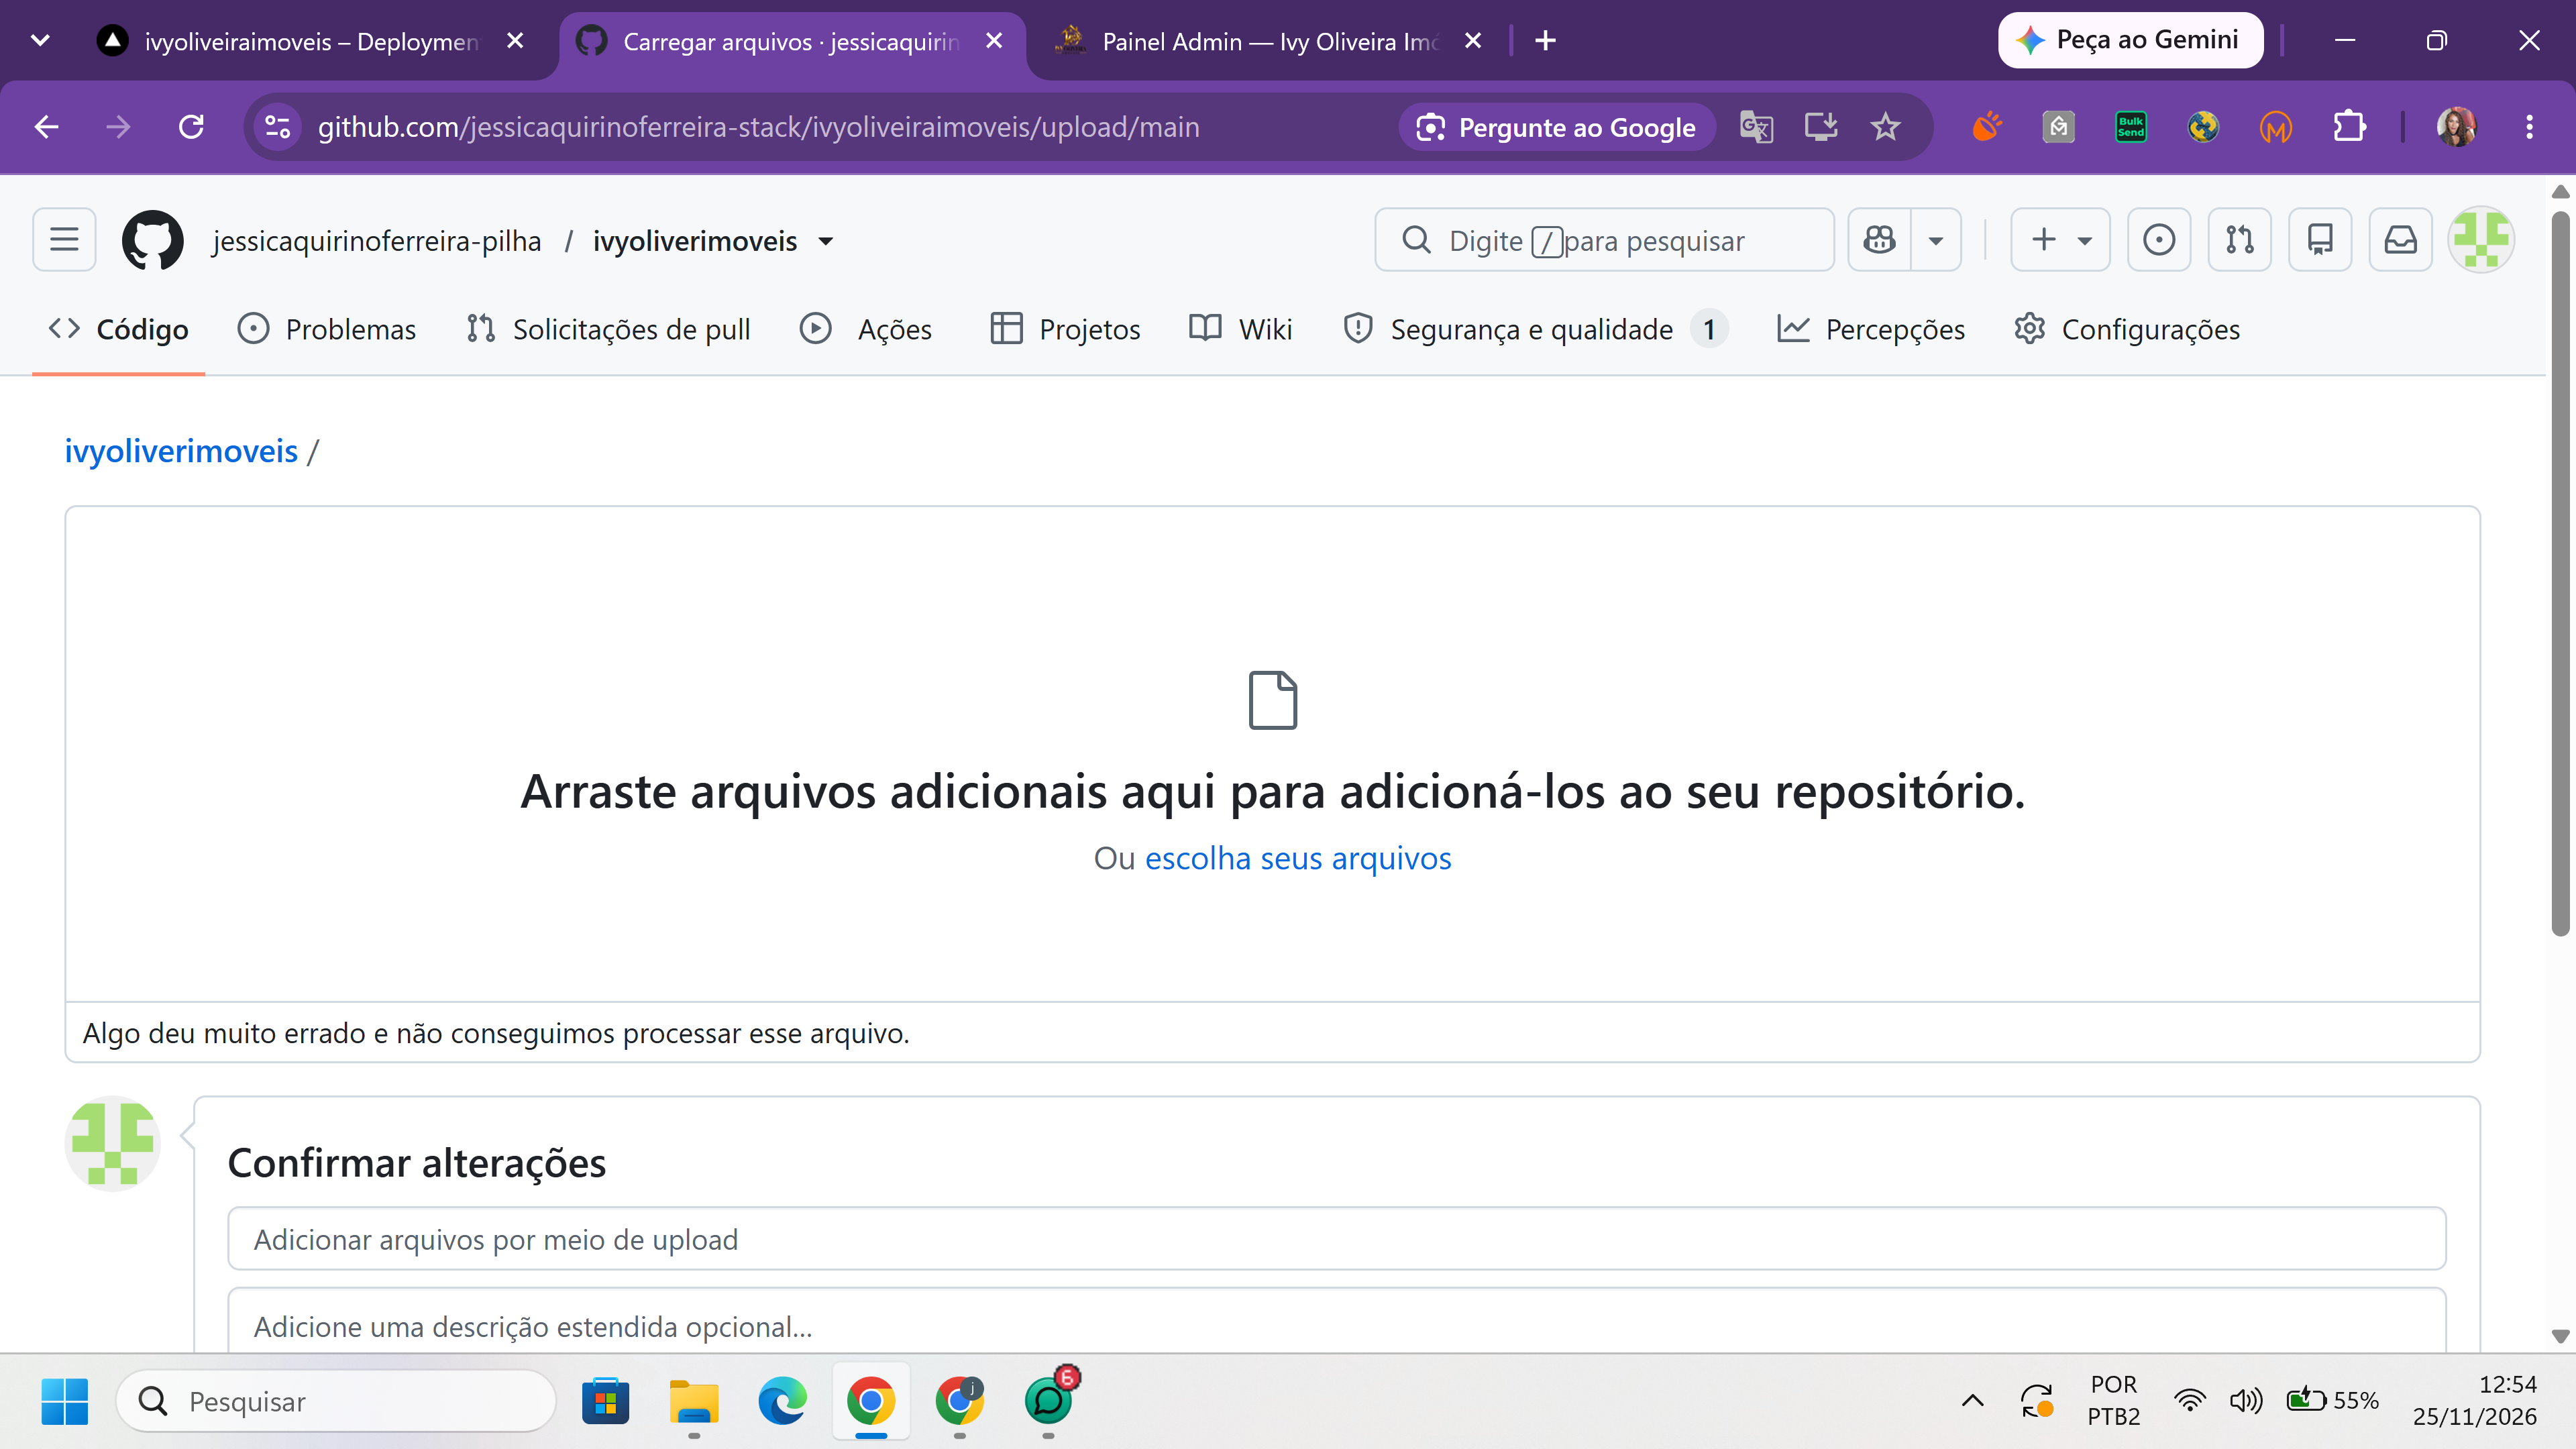 ivyoliveiraimoveis – Deploymen
Carregar arquivos · jessicaquirin
Painel Admin — Ivy Oliveira Imó
Peça ao Gemini
github.com/jessicaquirinoferreira-stack/ivyoliveiraimoveis/upload/main
Pergunte ao Google
Bulk Send
jessicaquirinoferreira-pilha / ivyoliverimoveis
Digite / para pesquisar
Código
Problemas
Solicitações de pull
Ações
Projetos
Wiki
Segurança e qualidade 1
Percepções
Configurações
ivyoliverimoveis /
Arraste arquivos adicionais aqui para adicioná-los ao seu repositório.
Ou escolha seus arquivos
Algo deu muito errado e não conseguimos processar esse arquivo.
Confirmar alterações
Adicionar arquivos por meio de upload
Adicione uma descrição estendida opcional...
Pesquisar
j
6
POR
PTB2
55%
12:54
25/11/2026